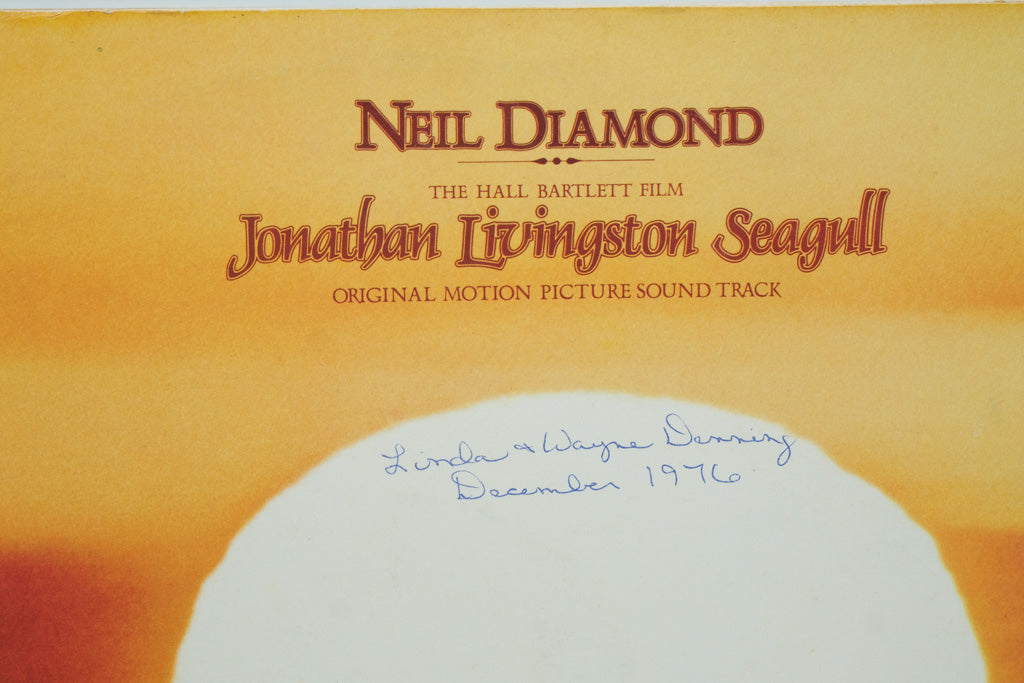 NEIL DIAMOND
THE HALL BARTLETT FILM
Jonathan Livingston Seagull
ORIGINAL MOTION PICTURE SOUND TRACK
Linda + Wayne Denning
December 1976